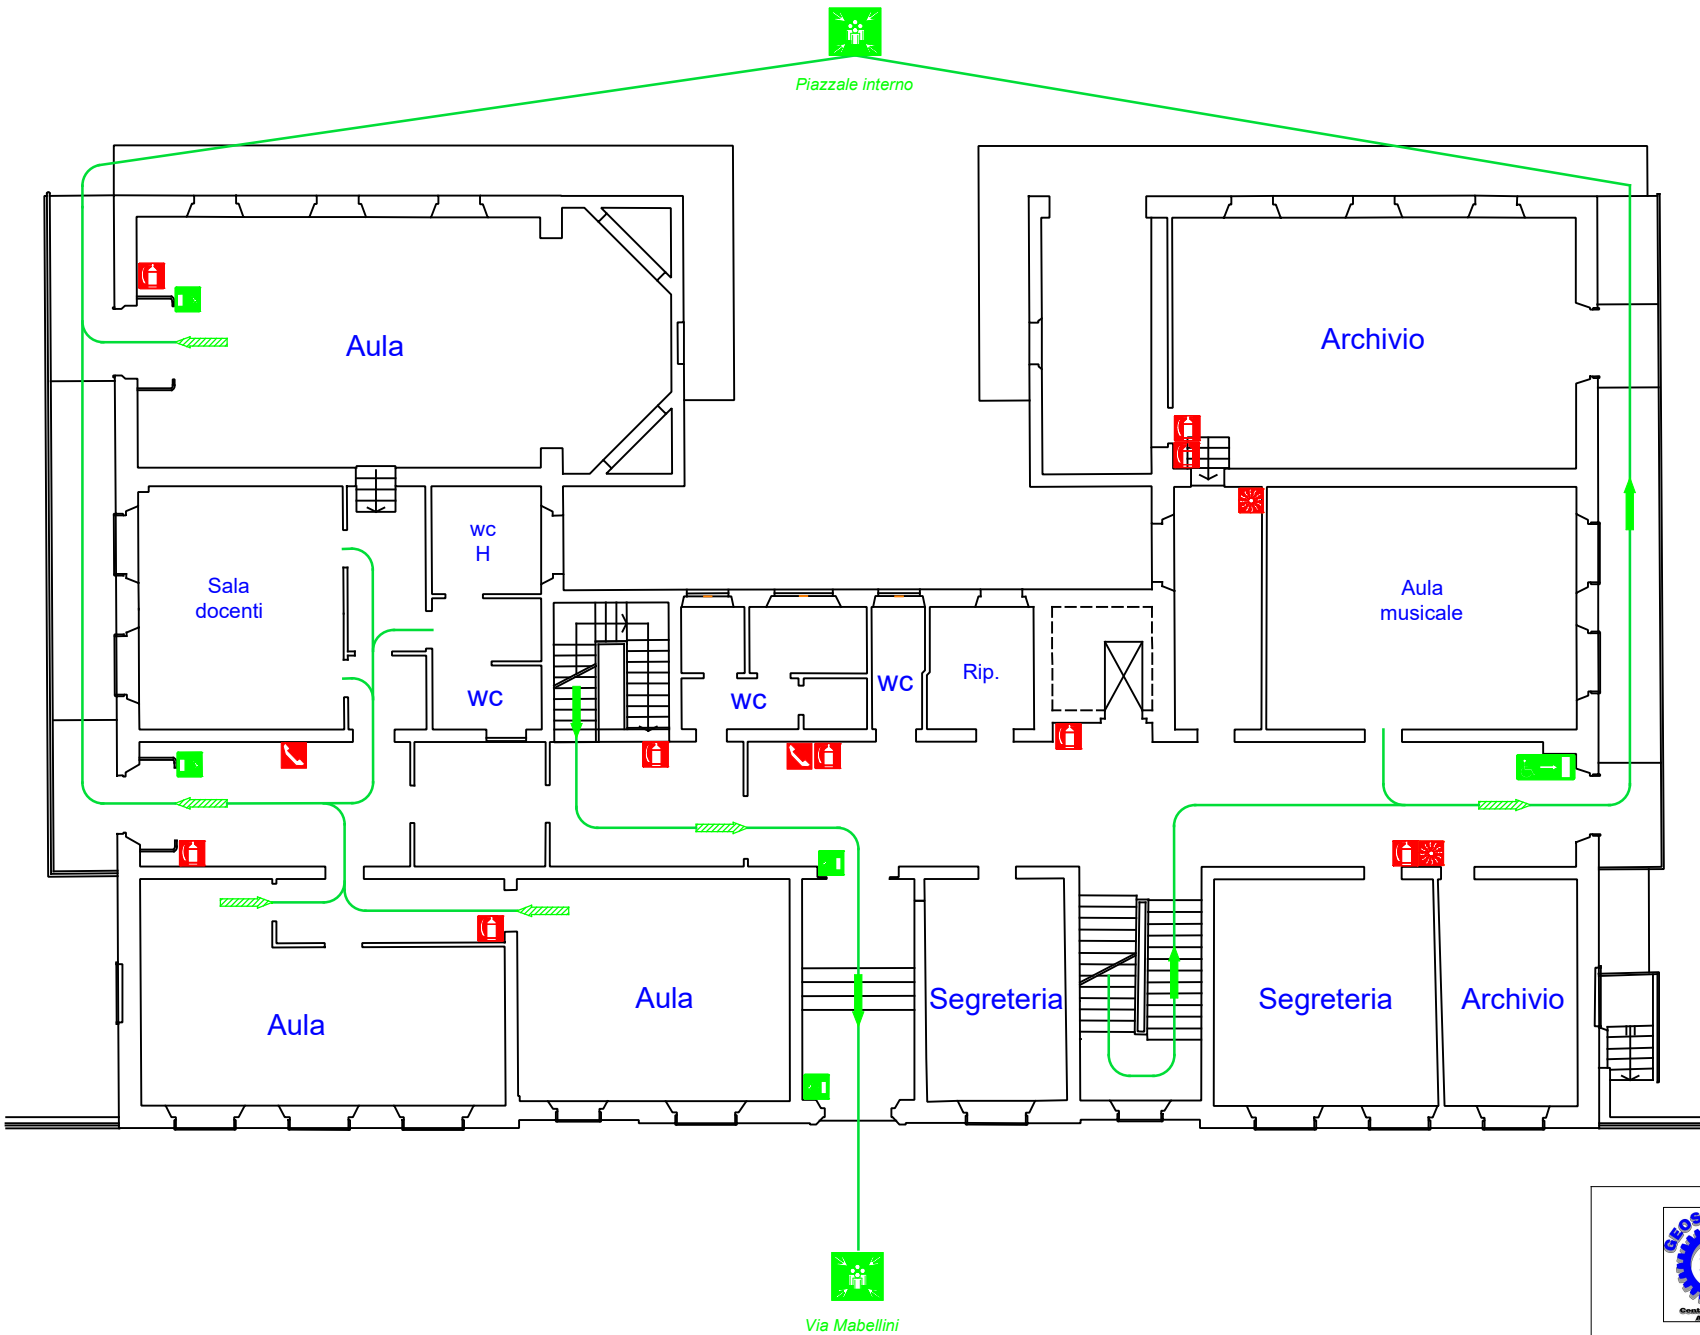 Piazzale interno
Aula
Archivio
wc
H
Sala
docenti
Aula
musicale
wc
wc
wc
Rip.
Aula
Aula
Segreteria
Segreteria
Archivio
Via Mabellini